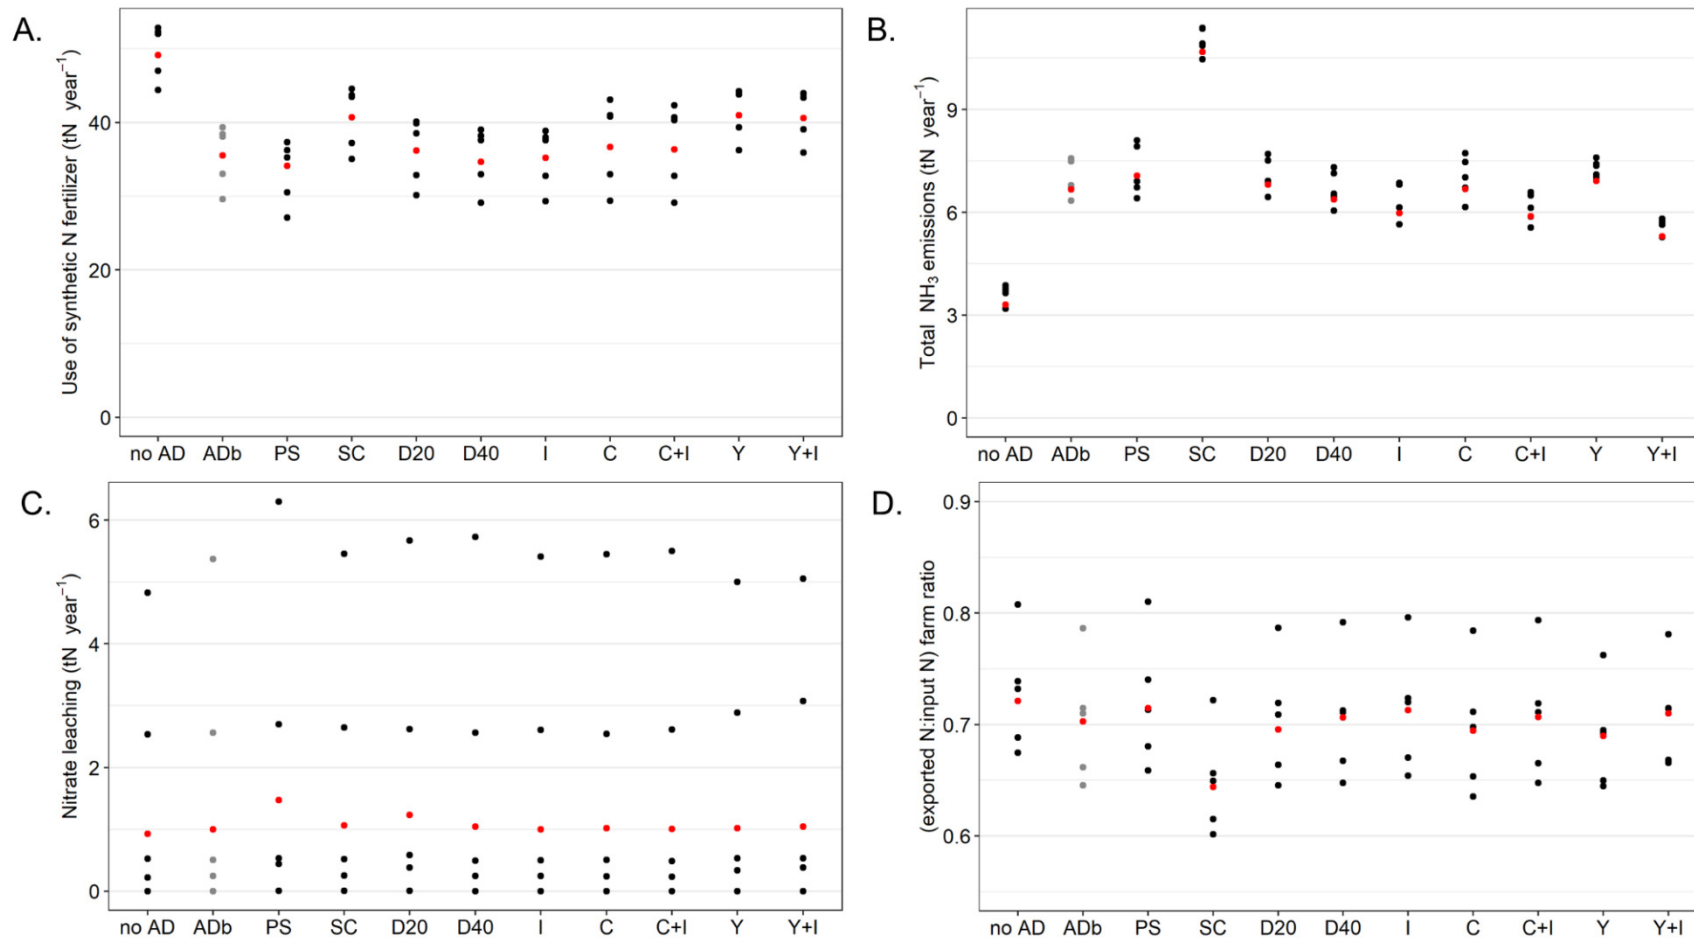 A.
Use of synthetic N fertilizer (tN year⁻¹)
40
20
0
no AD ADb PS SC D20 D40 I C C+I Y Y+I
B.
Total NH₃ emissions (tN year⁻¹)
9
6
3
0
no AD ADb PS SC D20 D40 I C C+I Y Y+I
C.
Nitrate leaching (tN year⁻¹)
6
4
2
0
no AD ADb PS SC D20 D40 I C C+I Y Y+I
D.
(exported N:input N) farm ratio
0.9
0.8
0.7
0.6
no AD ADb PS SC D20 D40 I C C+I Y Y+I